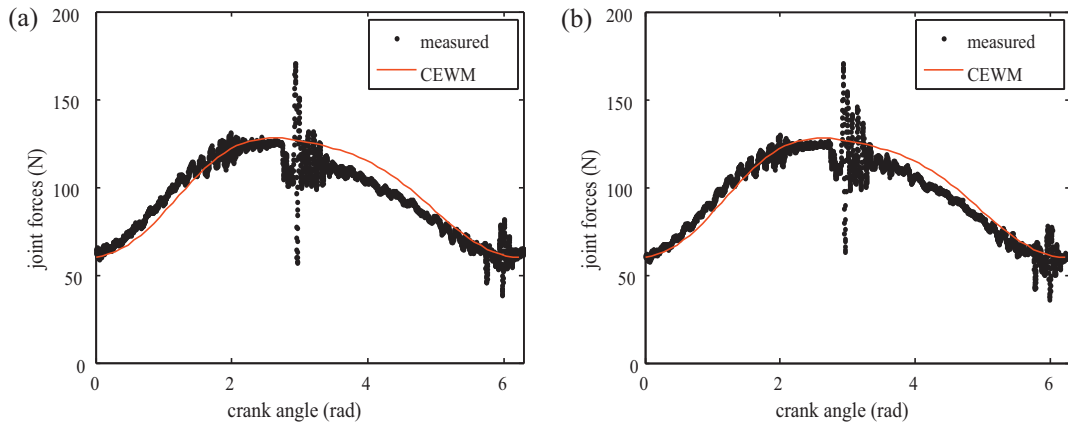 (a)
200
150
100
50
0
joint forces (N)
measured
CEWM
0 2 4 6
crank angle (rad)
(b)
200
150
100
50
0
joint forces (N)
measured
CEWM
0 2 4 6
crank angle (rad)